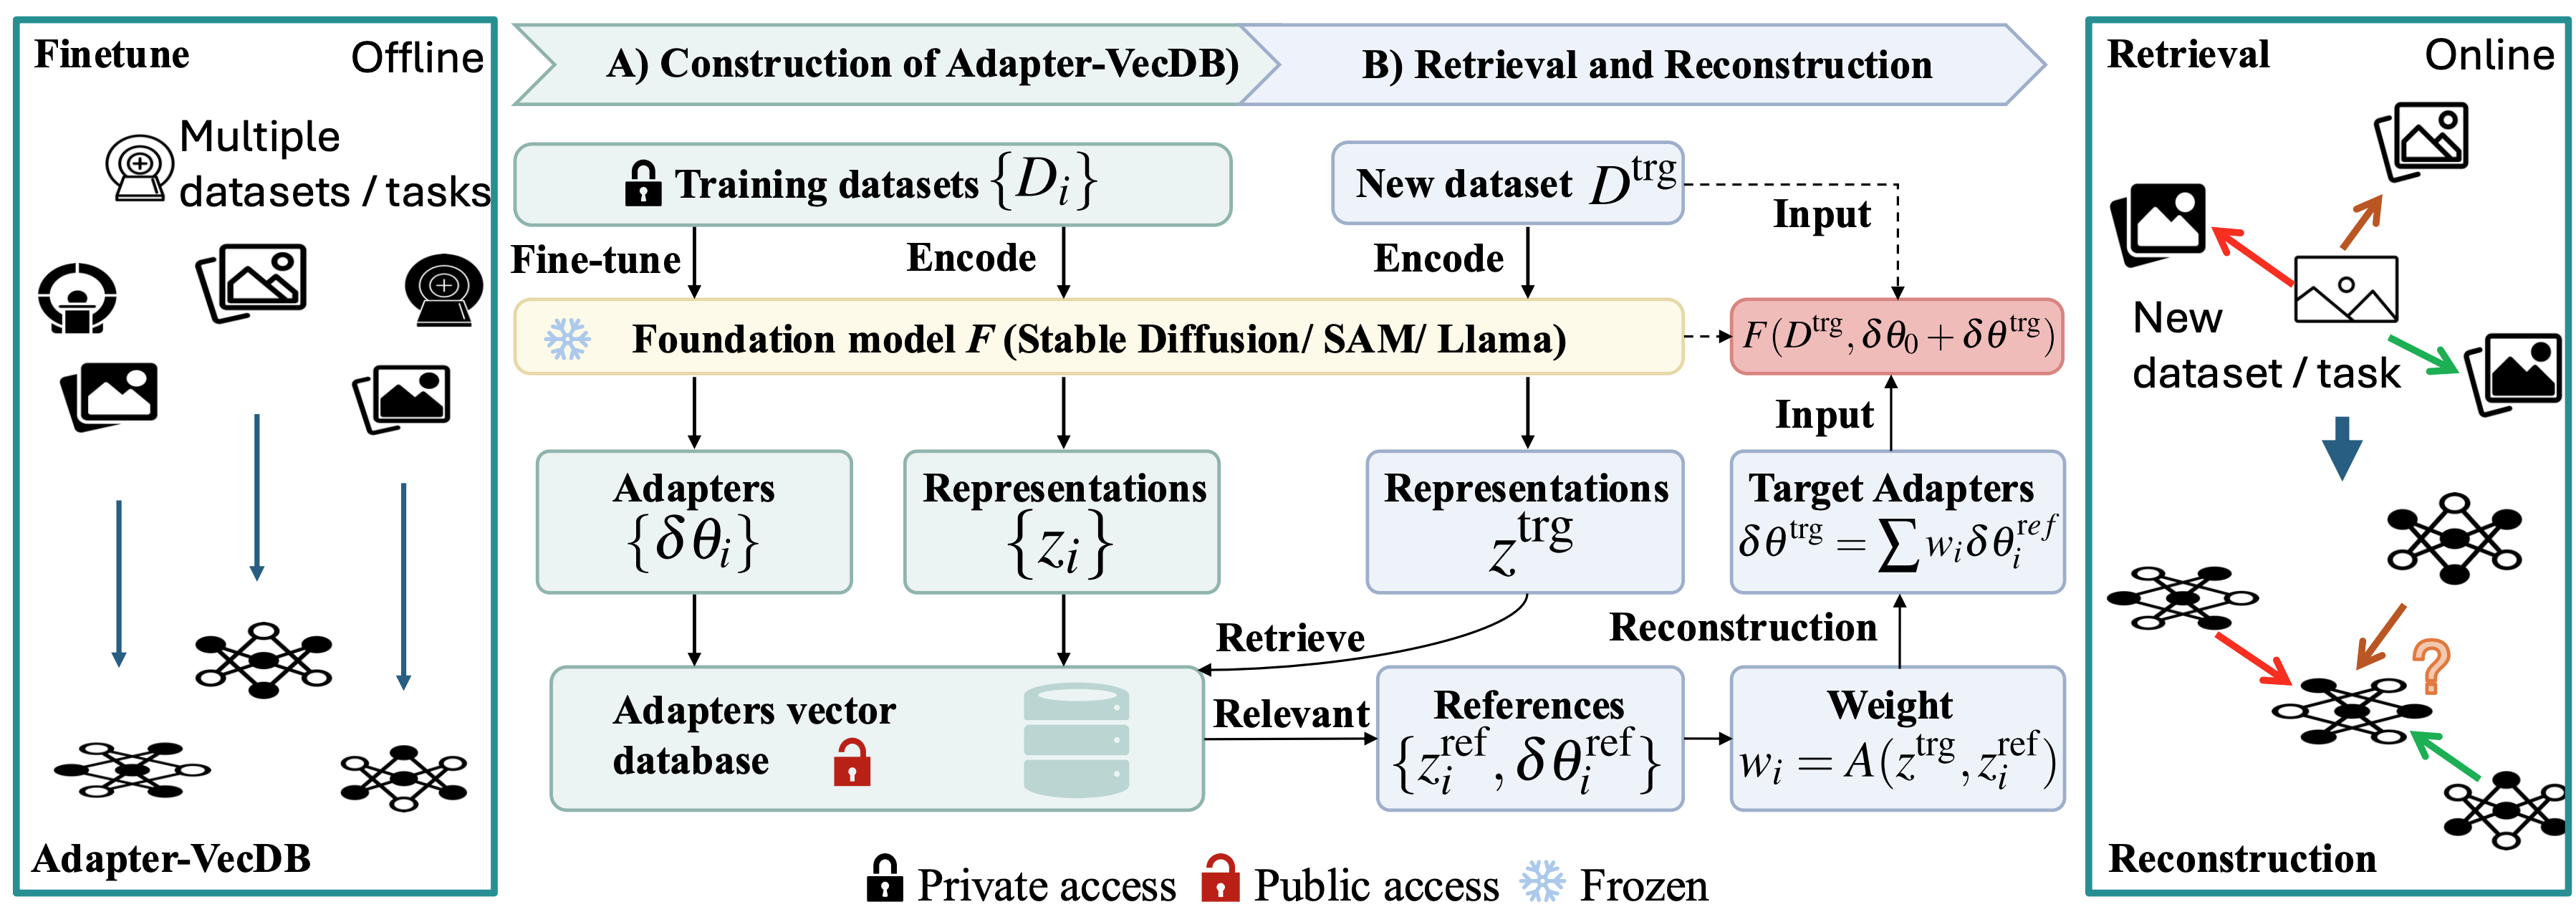 Finetune
Offline
Multiple
datasets / tasks
Adapter-VecDB
A) Construction of Adapter-VecDB)
B) Retrieval and Reconstruction
Training datasets {D_i}
New dataset D^trg
Input
Fine-tune
Encode
Encode
Foundation model F (Stable Diffusion/ SAM/ Llama)
F(D^trg, δθ_0 + δθ^trg)
Input
Adapters
{δθ_i}
Representations
{z_i}
Representations
z^trg
Target Adapters
δθ^trg = ∑ w_i δθ_i^ref
Retrieve
Reconstruction
Adapters vector
database
Relevant
References
{z_i^ref, δθ_i^ref}
Weight
w_i = A(z^trg, z_i^ref)
Private access
Public access
Frozen
Retrieval
Online
New
dataset / task
?
Reconstruction